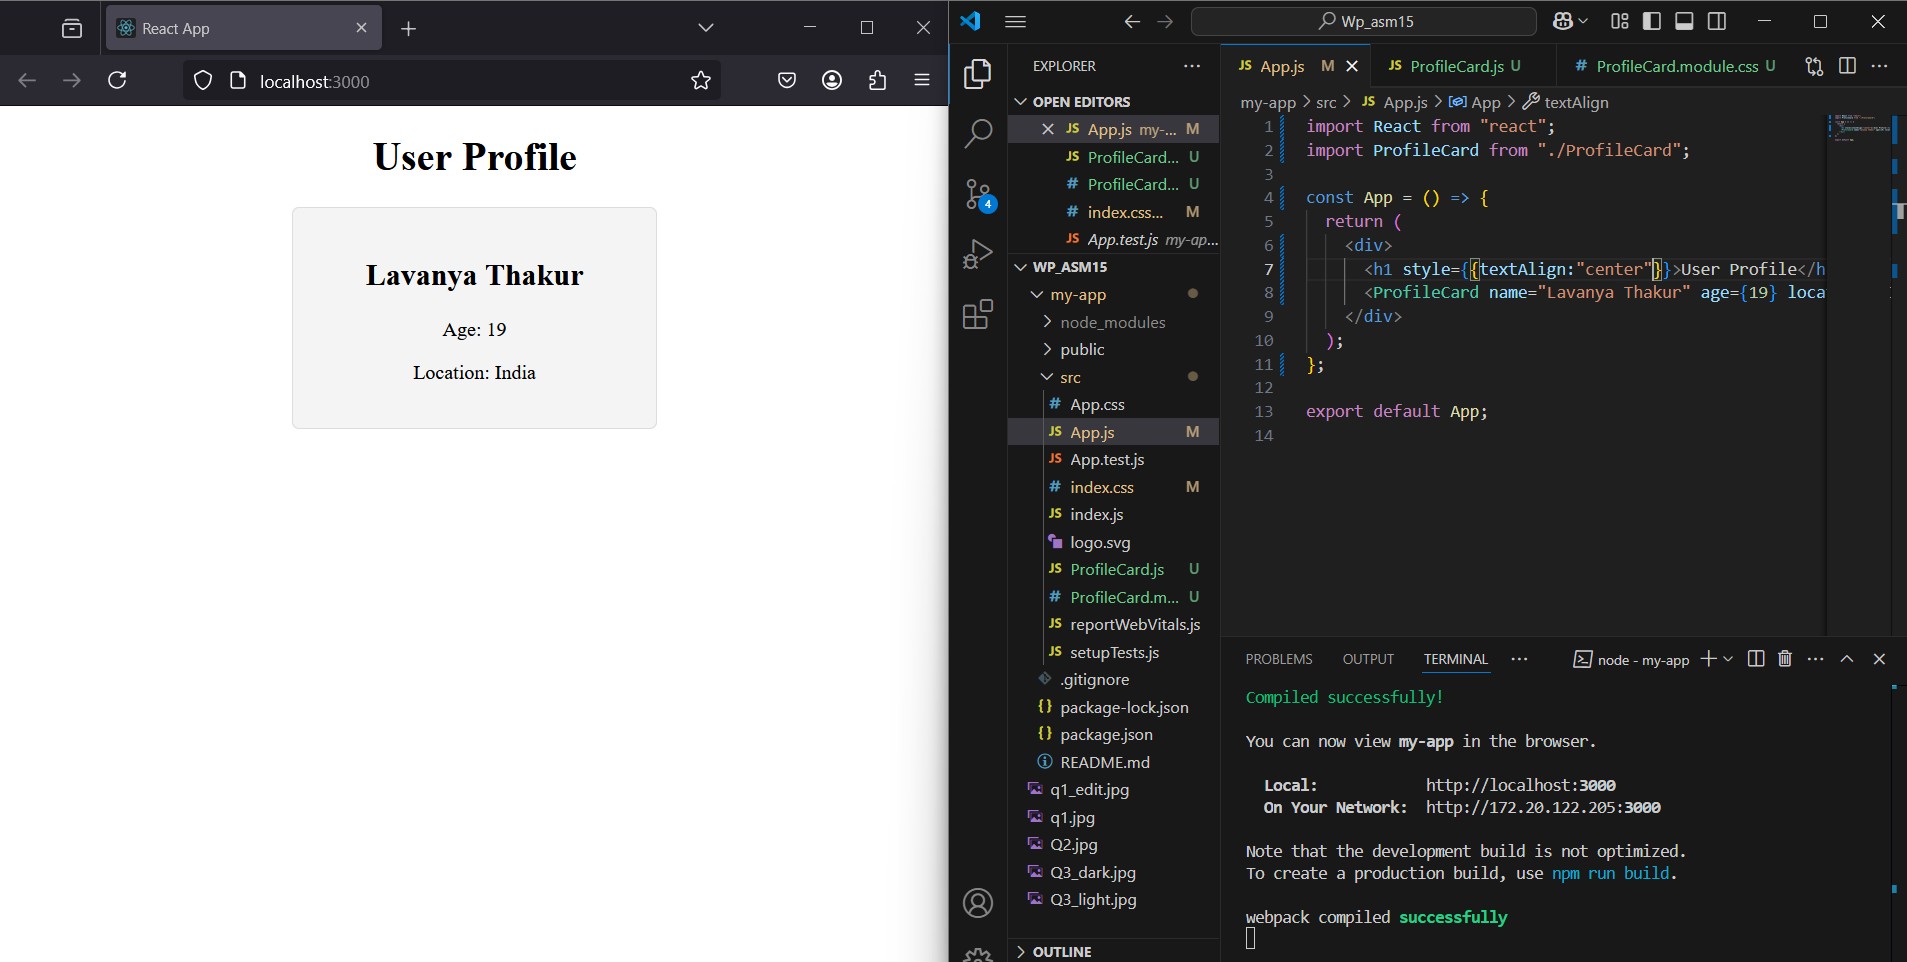 React App
localhost:3000
User Profile
Lavanya Thakur
Age: 19
Location: India
Wp_asm15
EXPLORER
OPEN EDITORS
JS App.js my-... M
JS ProfileCard... U
# ProfileCard... U
# index.css... M
JS App.test.js my-ap...
WP_ASM15
my-app
node_modules
public
src
# App.css
JS App.js M
JS App.test.js
# index.css M
JS index.js
logo.svg
JS ProfileCard.js U
# ProfileCard.m... U
JS reportWebVitals.js
JS setupTests.js
.gitignore
{} package-lock.json
{} package.json
README.md
q1_edit.jpg
q1.jpg
Q2.jpg
Q3_dark.jpg
Q3_light.jpg
OUTLINE
4
JS App.js M
JS ProfileCard.js U
# ProfileCard.module.css U
my-app > src > JS App.js > App > textAlign
1 import React from "react";
2 import ProfileCard from "./ProfileCard";
3
4 const App = () => {
5 return (
6 <div>
7 <h1 style={{textAlign:"center"}}>User Profile</h
8 <ProfileCard name="Lavanya Thakur" age={19} loca
9 </div>
10 );
11 };
12
13 export default App;
14
PROBLEMS OUTPUT TERMINAL ... node - my-app
Compiled successfully!
You can now view my-app in the browser.
Local: http://localhost:3000
On Your Network: http://172.20.122.205:3000
Note that the development build is not optimized.
To create a production build, use npm run build.
webpack compiled successfully